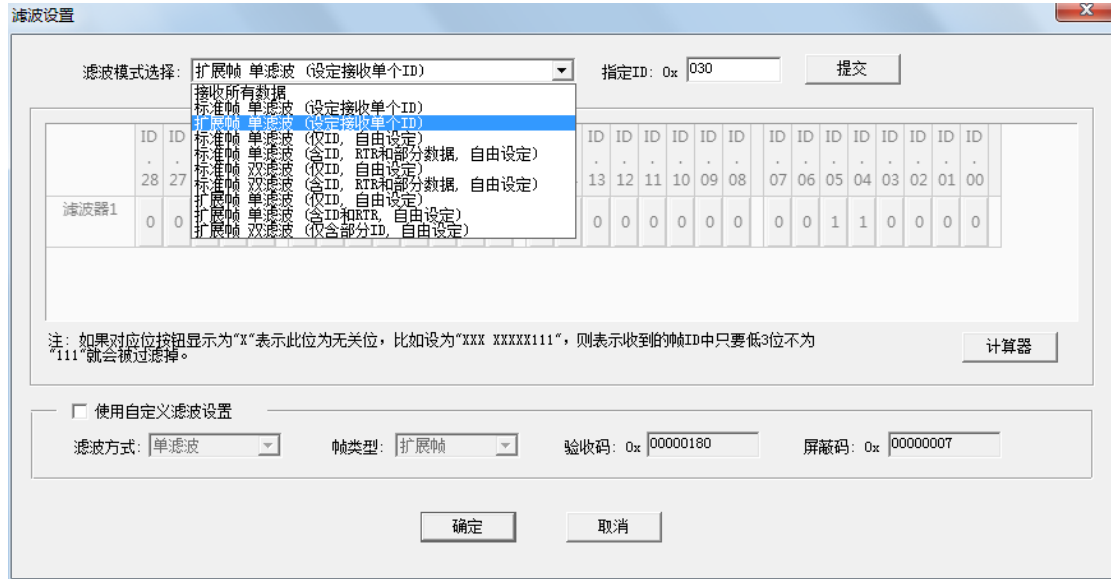 滤波设置
滤波模式选择: 扩展帧 单滤波 (设定接收单个ID) 指定ID: 0x 030 提交
接收所有数据
标准帧 单滤波 (设定接收单个ID)
扩展帧 单滤波 (设定接收单个ID)
标准帧 单滤波 (仅ID, 自由设定)
标准帧 单滤波 (含ID, RTR和部分数据, 自由设定)
标准帧 双滤波 (仅ID, 自由设定)
标准帧 双滤波 (含ID, RTR和部分数据, 自由设定)
扩展帧 单滤波 (仅ID, 自由设定)
扩展帧 单滤波 (含ID和RTR, 自由设定)
扩展帧 双滤波 (仅含部分ID, 自由设定)
ID ID ID ID ID ID ID ID ID ID ID ID ID ID ID ID
. . . . . . . . . . . . . . . .
28 27 13 12 11 10 09 08 07 06 05 04 03 02 01 00
滤波器1 0 0 0 0 0 0 0 0 0 0 1 1 0 0 0 0
注: 如果对应位按钮显示为"X"表示此位为无关位，比如设为"XXX XXXXX111"，则表示收到的帧ID中只要低3位不为
"111"就会被过滤掉。
计算器
使用自定义滤波设置
滤波方式: 单滤波 帧类型: 扩展帧 验收码: 0x 00000180 屏蔽码: 0x 00000007
确定 取消